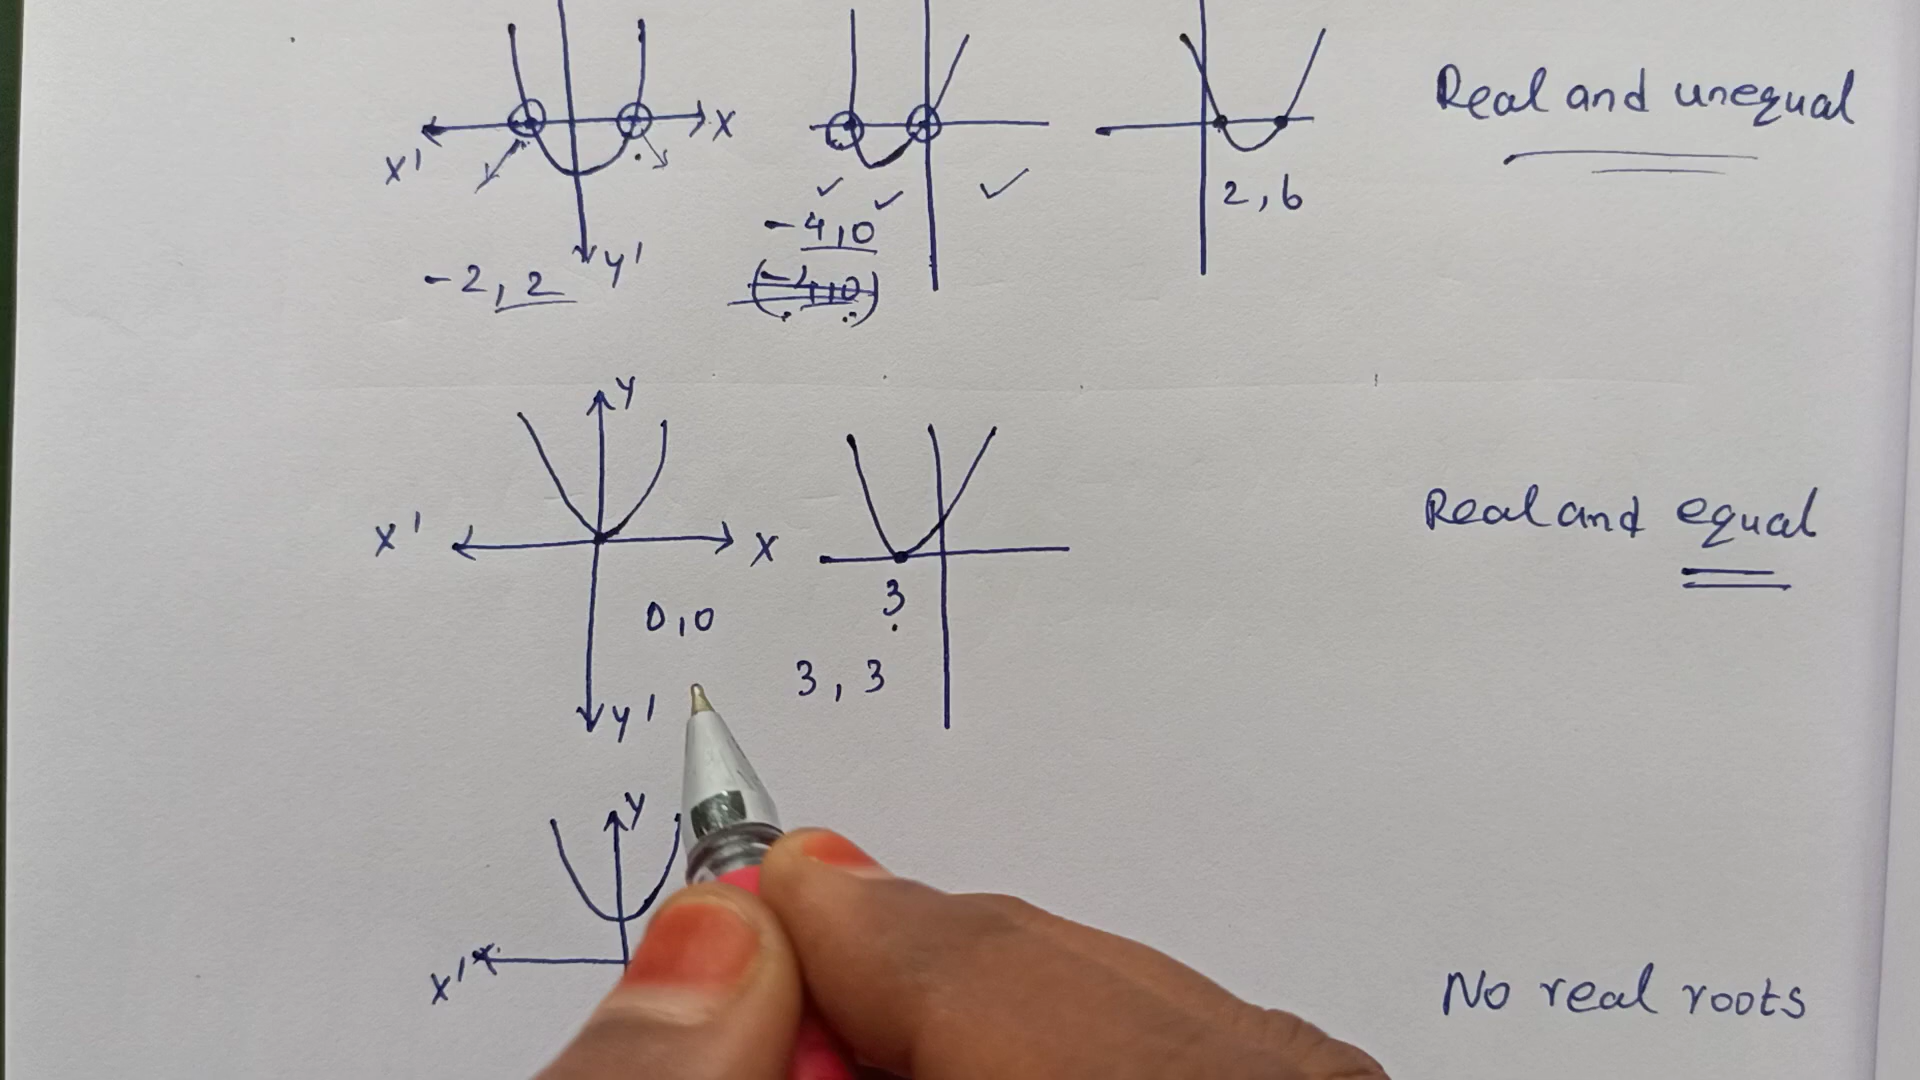 X' X
Y'
-2, 2
-4,0
2,6
Real and unequal
Y
X' X
0,0
Y'
3
3, 3
Real and equal
Y
X'
No real roots